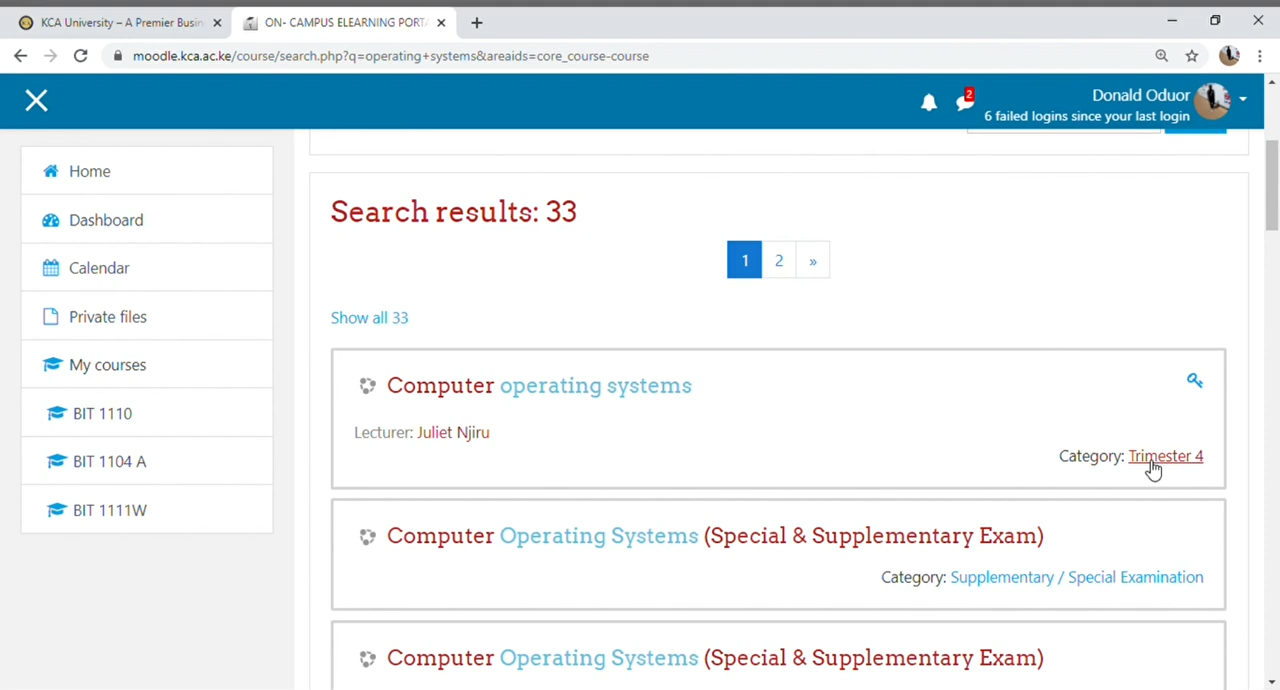 KCA University – A Premier Busin
ON- CAMPUS ELEARNING PORTA
moodle.kca.ac.ke/course/search.php?q=operating+systems&areaids=core_course-course
2
Donald Oduor
6 failed logins since your last login
Home
Dashboard
Calendar
Private files
My courses
BIT 1110
BIT 1104 A
BIT 1111W
Search results: 33
1 2 »
Show all 33
Computer operating systems
Lecturer: Juliet Njiru
Category: Trimester 4
Computer Operating Systems (Special & Supplementary Exam)
Category: Supplementary / Special Examination
Computer Operating Systems (Special & Supplementary Exam)